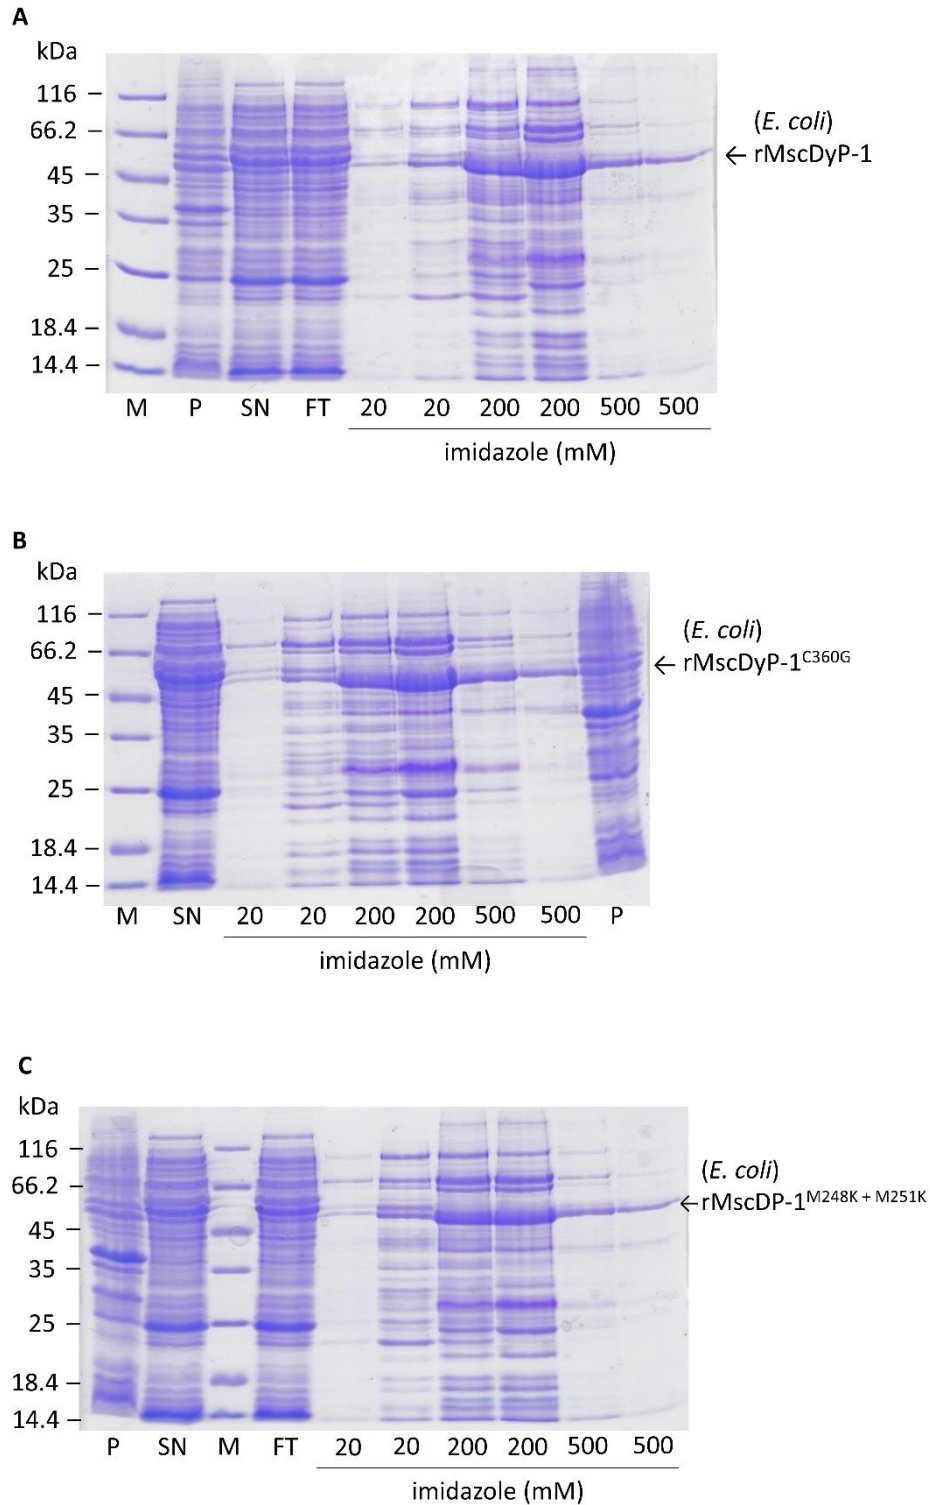 A
kDa
116
66.2
45
35
25
18.4
14.4
(E. coli)
← rMscDyP-1
M P SN FT 20 20 200 200 500 500
imidazole (mM)
B
kDa
116
66.2
45
35
25
18.4
14.4
(E. coli)
← rMscDyP-1C360G
M SN 20 20 200 200 500 500 P
imidazole (mM)
C
kDa
116
66.2
45
35
25
18.4
14.4
(E. coli)
←rMscDP-1M248K + M251K
P SN M FT 20 20 200 200 500 500
imidazole (mM)